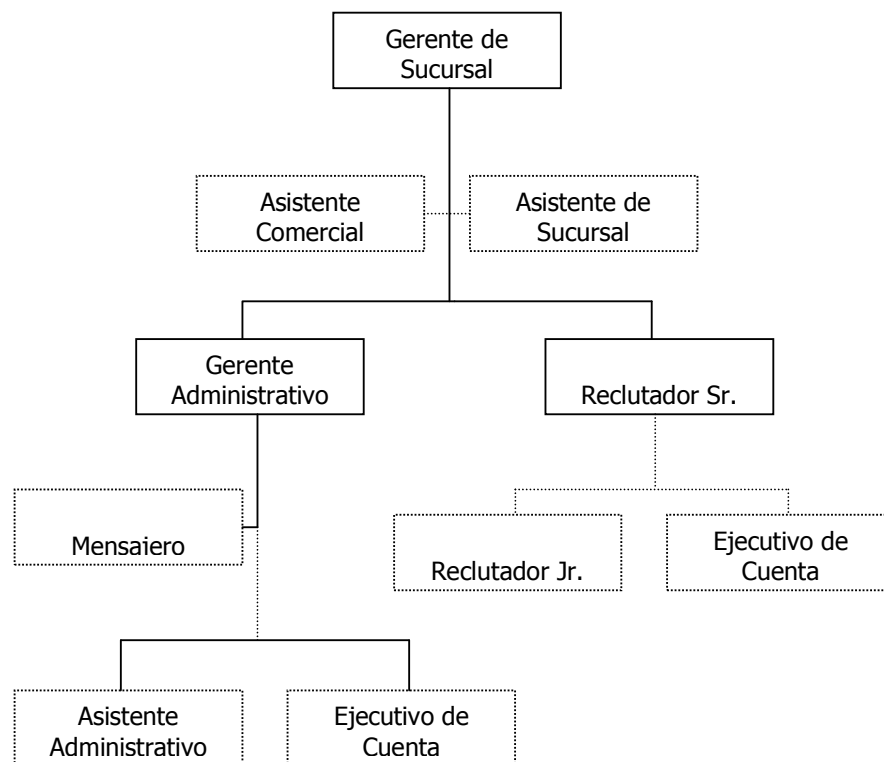 Gerente de
Sucursal
Asistente
Comercial
Asistente de
Sucursal
Gerente
Administrativo
Reclutador Sr.
Mensaiero
Reclutador Jr.
Ejecutivo de
Cuenta
Asistente
Administrativo
Ejecutivo de
Cuenta